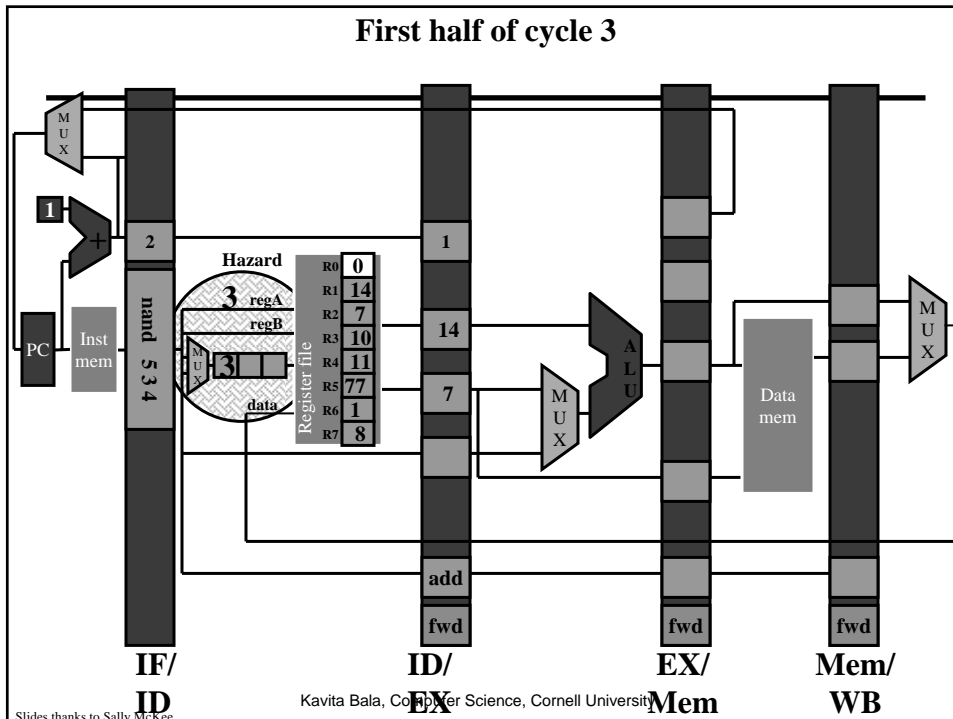 First half of cycle 3
M
U
X
1
+
2
1
Hazard
3 regA
regB
M
U
X
3
data
nand 5 3 4
PC
Inst
mem
Register file
R0 0
R1 14
R2 7
R3 10
R4 11
R5 77
R6 1
R7 8
14
7
M
U
X
A
L
U
Data
mem
M
U
X
add
fwd
fwd
fwd
IF/
ID
ID/
EX
EX/
Mem
Mem/
WB
Kavita Bala, Computer Science, Cornell University
Slides thanks to Sally McKee